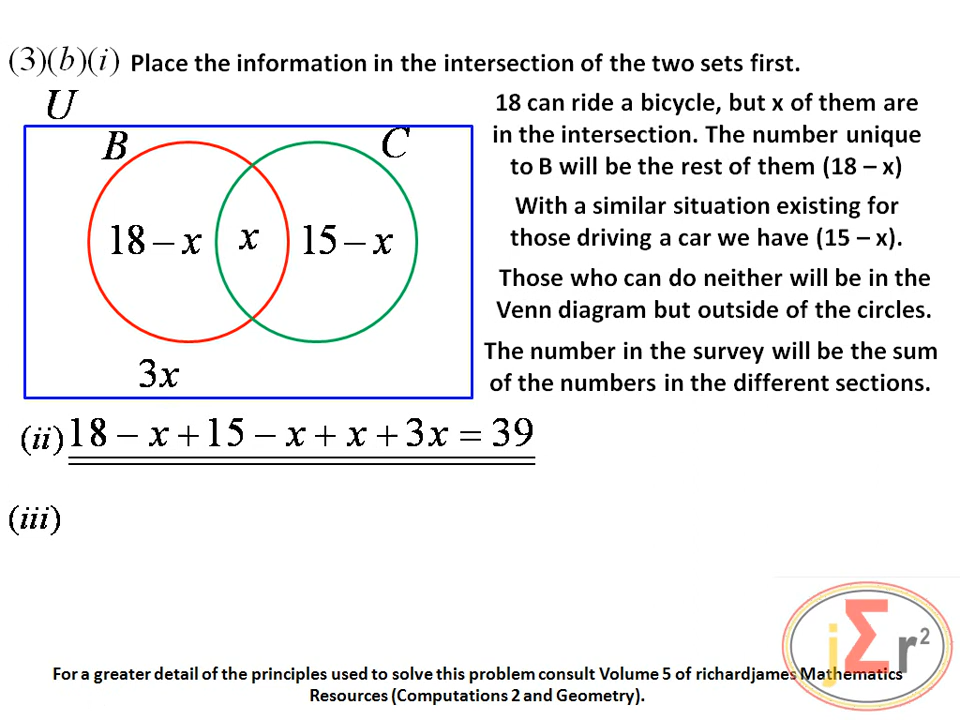 (3)(b)(i) Place the information in the intersection of the two sets first.
U
B
C
18 – x
x
15 – x
3x
18 can ride a bicycle, but x of them are
in the intersection. The number unique
to B will be the rest of them (18 – x)
With a similar situation existing for
those driving a car we have (15 – x).
Those who can do neither will be in the
Venn diagram but outside of the circles.
The number in the survey will be the sum
of the numbers in the different sections.
(ii) 18 – x + 15 – x + x + 3x = 39
(iii)
jΣr²
For a greater detail of the principles used to solve this problem consult Volume 5 of richardjames Mathematics
Resources (Computations 2 and Geometry).